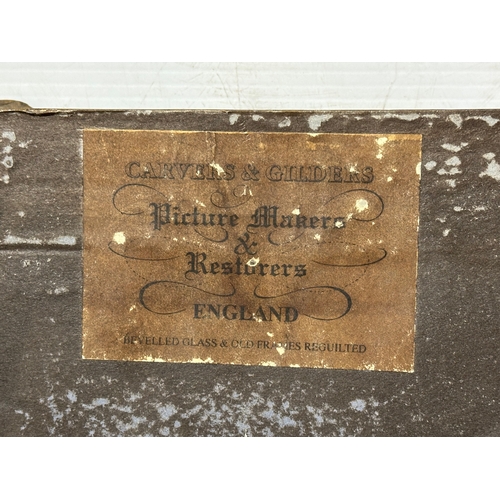 CARVERS & GILDERS
Picture Makers
&
Restorers
ENGLAND
BEVELLED GLASS & OLD FRAMES REGUILTED